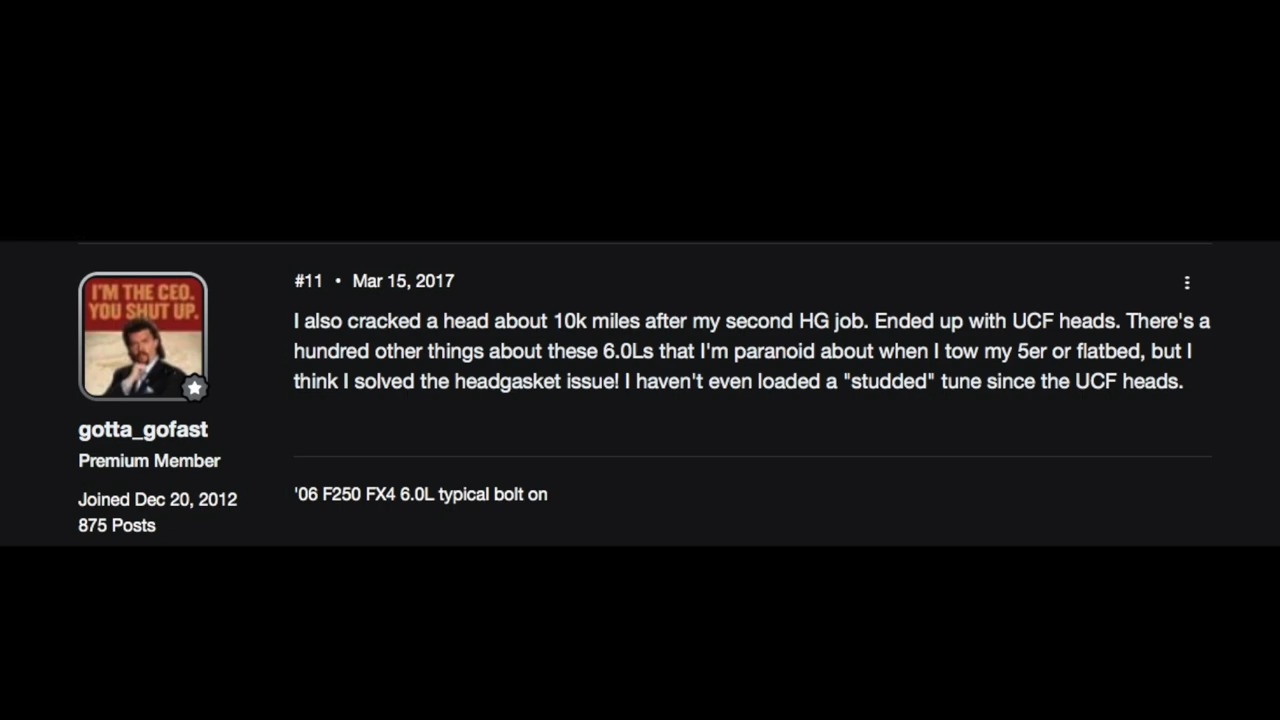 I'M THE CEO.
YOU SHUT UP.
gotta_gofast
Premium Member
Joined Dec 20, 2012
875 Posts
#11 • Mar 15, 2017
I also cracked a head about 10k miles after my second HG job. Ended up with UCF heads. There's a
hundred other things about these 6.0Ls that I'm paranoid about when I tow my 5er or flatbed, but I
think I solved the headgasket issue! I haven't even loaded a "studded" tune since the UCF heads.
'06 F250 FX4 6.0L typical bolt on